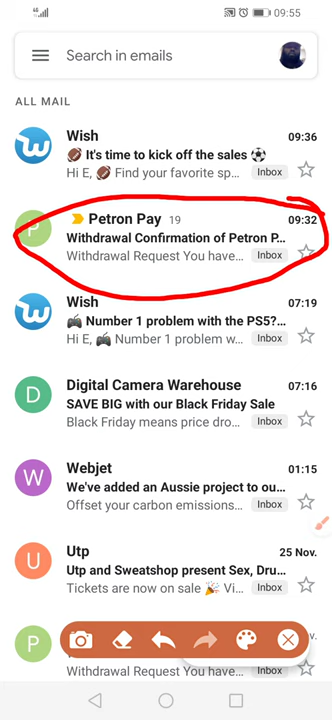 4G 09:55
Search in emails
ALL MAIL
Wish 09:36
🏈 It's time to kick off the sales ⚽
Hi E, 🏈 Find your favorite sp... Inbox
P Petron Pay 19 09:32
Withdrawal Confirmation of Petron P...
Withdrawal Request You have... Inbox
Wish 07:19
🎮 Number 1 problem with the PS5?...
Hi E, 🎮 Number 1 problem w... Inbox
D Digital Camera Warehouse 07:16
SAVE BIG with our Black Friday Sale
Black Friday means price dro... Inbox
W Webjet 01:15
We've added an Aussie project to ou...
Offset your carbon emissions... Inbox
U Utp 25 Nov.
Utp and Sweatshop present Sex, Dru...
Tickets are now on sale 🎉 Vi... Inbox
P
Withdrawal Request You have... Inbox